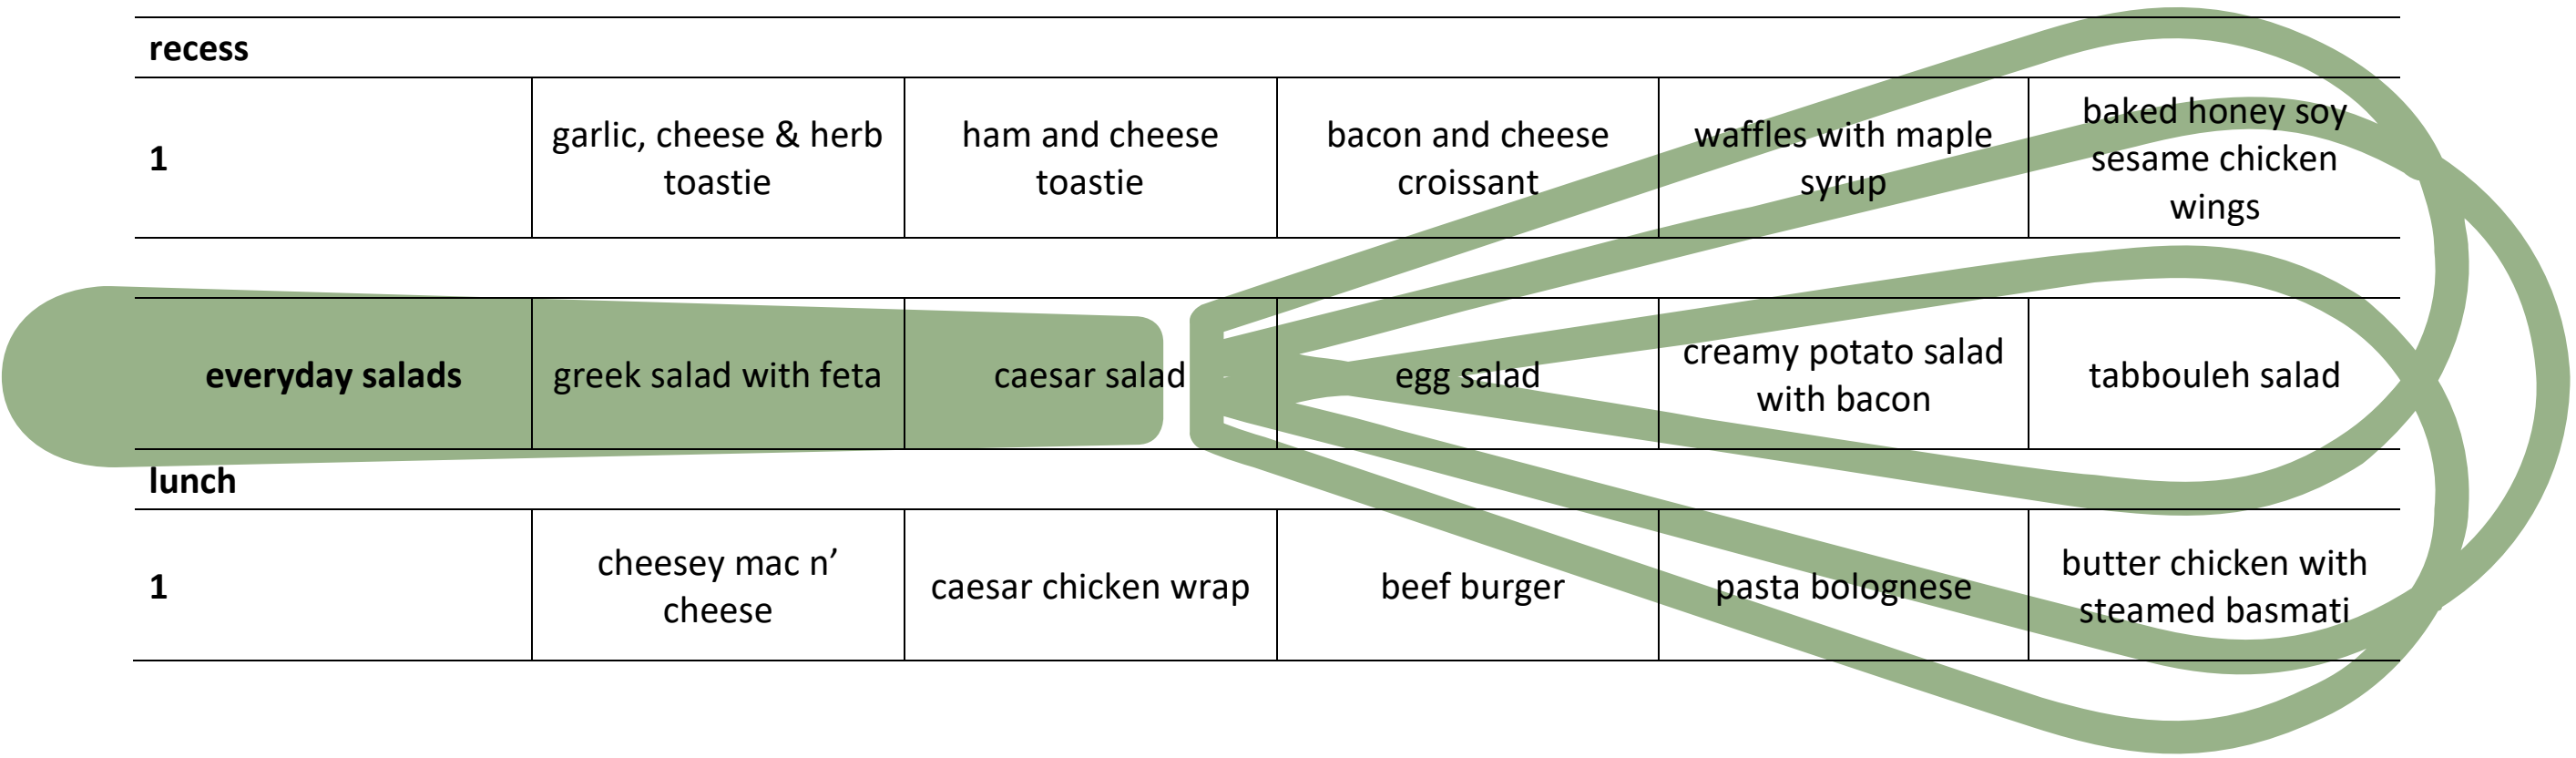 recess
1
garlic, cheese & herb
toastie
ham and cheese
toastie
bacon and cheese
croissant
waffles with maple
syrup
baked honey soy
sesame chicken
wings
everyday salads
greek salad with feta
caesar salad
egg salad
creamy potato salad
with bacon
tabbouleh salad
lunch
1
cheesey mac n’
cheese
caesar chicken wrap
beef burger
pasta bolognese
butter chicken with
steamed basmati